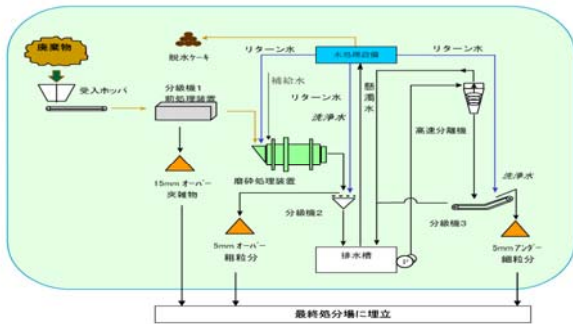 廃棄物
受入ホッパ
脱水ケーキ
分級機1
前処理装置
15mmオーバー
夾雑物
リターン水
水処理設備
リターン水
補給水
リターン水
洗浄水
懸濁水
高速分離機
磨砕処理装置
洗浄水
分級機2
分級機3
5mmオーバー
粗粒分
排水槽
P
5mmアンダー
細粒分
最終処分場に埋立